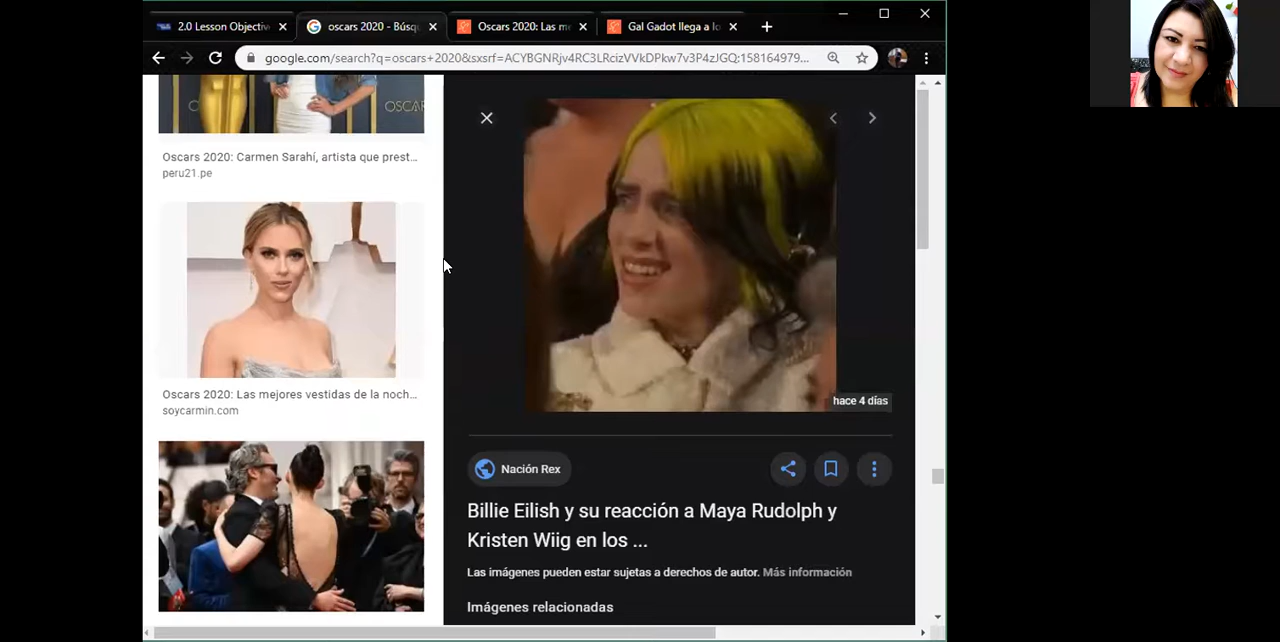 2.0 Lesson Objectiv
oscars 2020 - Búsq
Oscars 2020: Las me
Gal Gadot llega a lo
google.com/search?q=oscars+2020&sxsrf=ACYBGNRjv4RC3LRcizVVkDPkw7v3P4zJGQ:158164979...
OSCA
Oscars 2020: Carmen Sarahí, artista que prest...
peru21.pe
Oscars 2020: Las mejores vestidas de la noch...
soycarmin.com
hace 4 días
Nación Rex
Billie Eilish y su reacción a Maya Rudolph y
Kristen Wiig en los ...
Las imágenes pueden estar sujetas a derechos de autor. Más información
Imágenes relacionadas